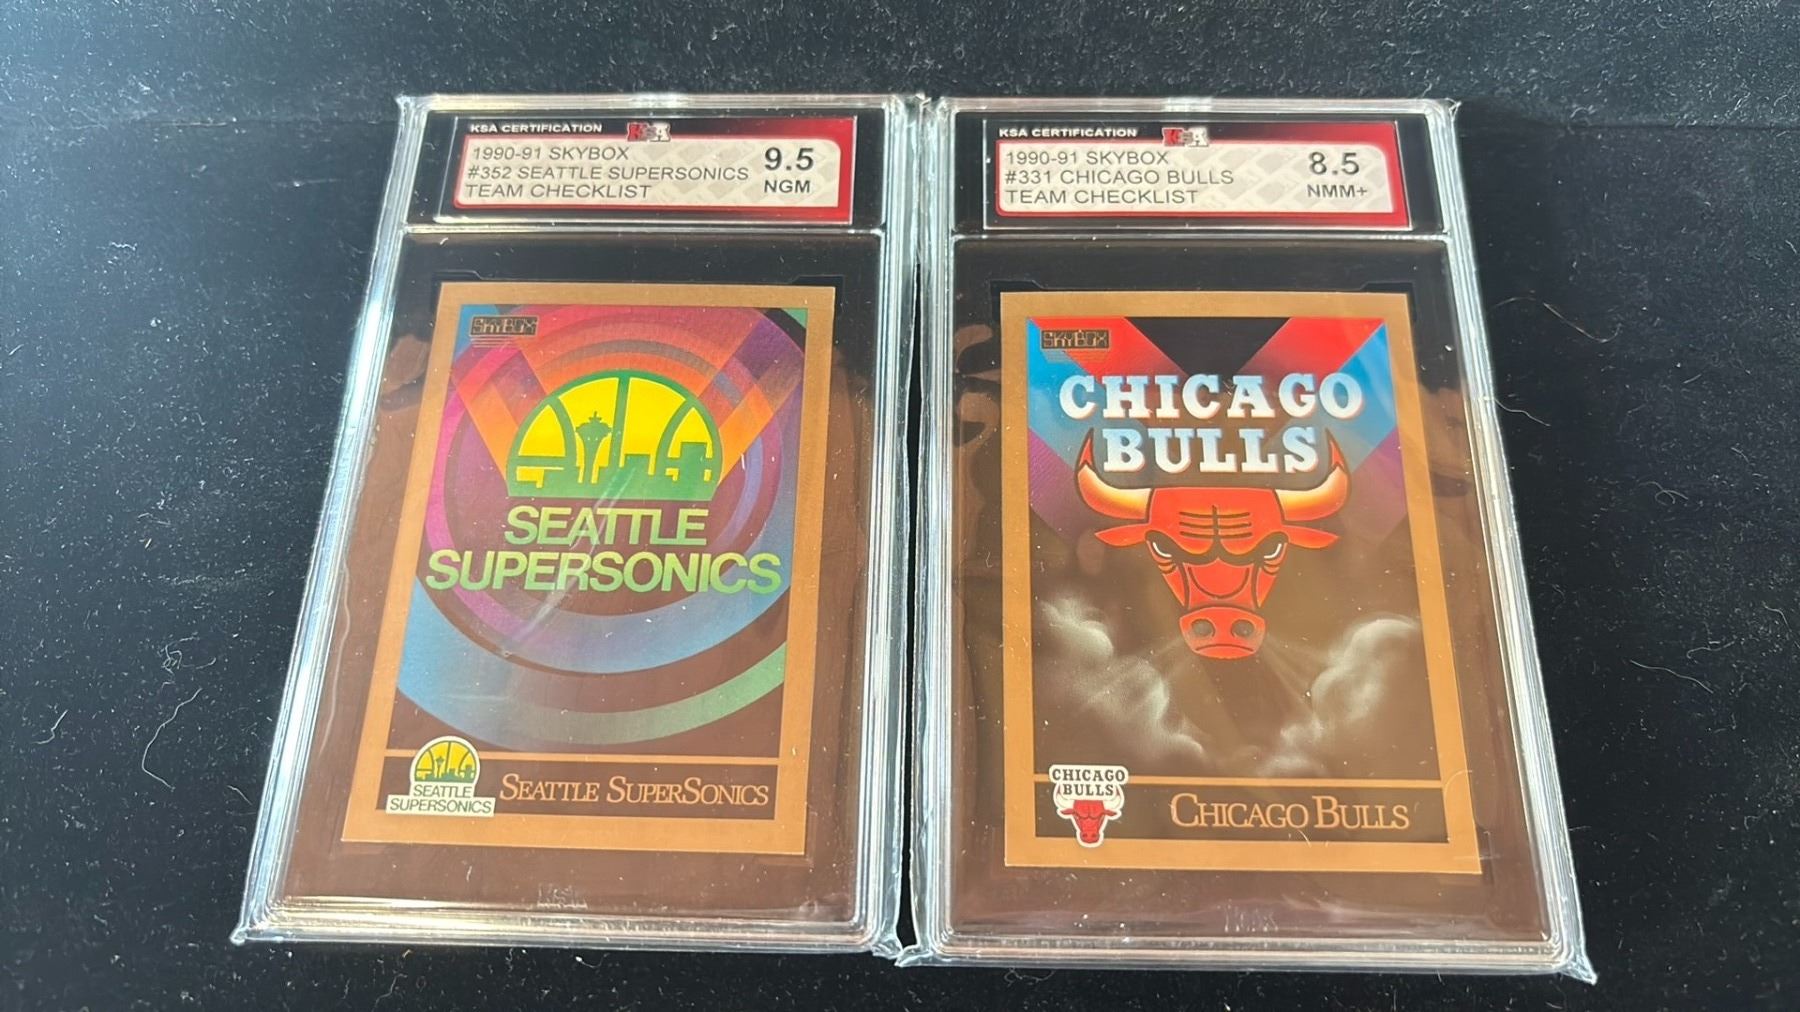 KSA CERTIFICATION KSA
1990-91 SKYBOX
#352 SEATTLE SUPERSONICS
TEAM CHECKLIST
9.5
NGM
SKYBOX
SEATTLE
SUPERSONICS
SEATTLE
SUPERSONICS
SEATTLE SUPERSONICS
KSA CERTIFICATION KSA
1990-91 SKYBOX
#331 CHICAGO BULLS
TEAM CHECKLIST
8.5
NMM+
SKYBOX
CHICAGO
BULLS
CHICAGO
BULLS
CHICAGO BULLS